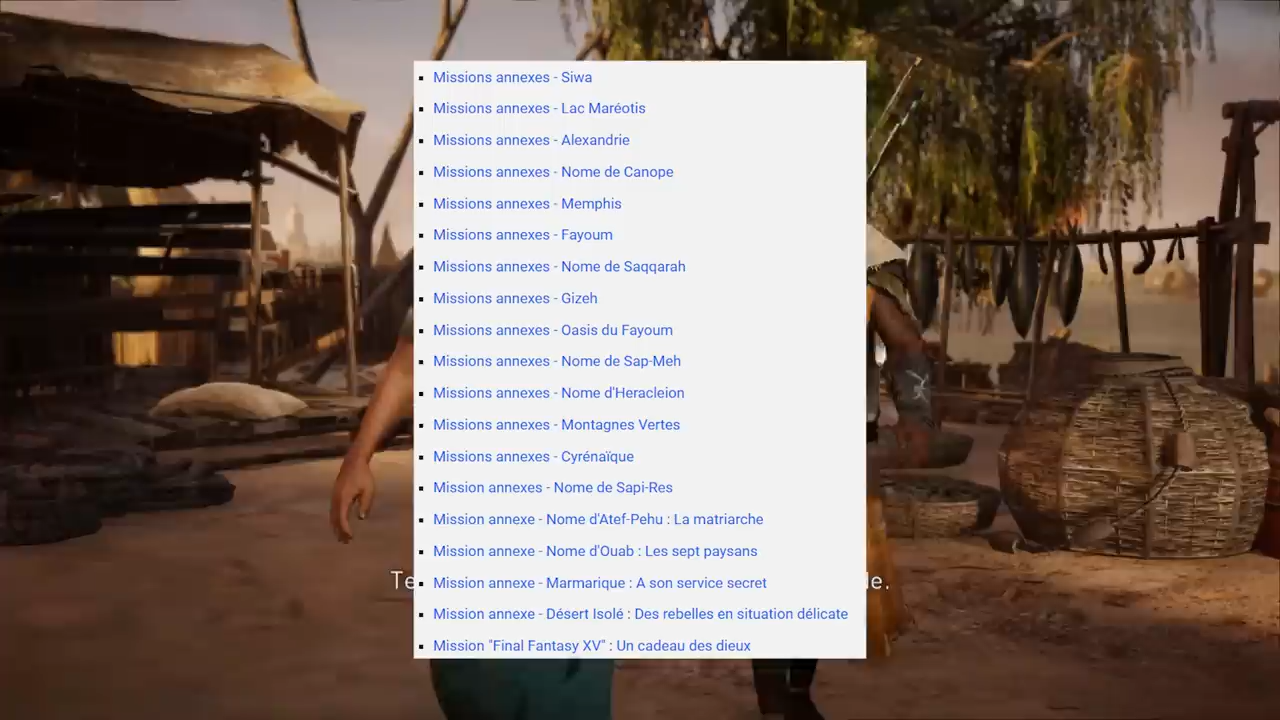 Missions annexes - Siwa
Missions annexes - Lac Maréotis
Missions annexes - Alexandrie
Missions annexes - Nome de Canope
Missions annexes - Memphis
Missions annexes - Fayoum
Missions annexes - Nome de Saqqarah
Missions annexes - Gizeh
Missions annexes - Oasis du Fayoum
Missions annexes - Nome de Sap-Meh
Missions annexes - Nome d'Heracleion
Missions annexes - Montagnes Vertes
Missions annexes - Cyrénaïque
Mission annexes - Nome de Sapi-Res
Mission annexe - Nome d'Atef-Pehu : La matriarche
Mission annexe - Nome d'Ouab : Les sept paysans
Mission annexe - Marmarique : A son service secret
Mission annexe - Désert Isolé : Des rebelles en situation délicate
Mission "Final Fantasy XV" : Un cadeau des dieux